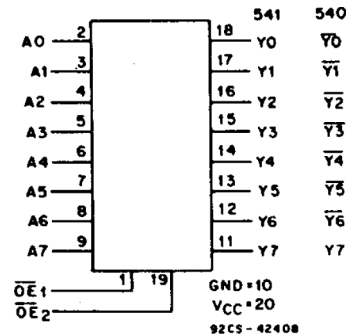 541 540
A0 2 18 Y0 Y̅0̅
A1 3 17 Y1 Y̅1̅
A2 4 16 Y2 Y̅2̅
A3 5 15 Y3 Y̅3̅
A4 6 14 Y4 Y̅4̅
A5 7 13 Y5 Y̅5̅
A6 8 12 Y6 Y̅6̅
A7 9 11 Y7 Y7
1 19
O̅E̅1
O̅E̅2
GND=10
VCC=20
92CS-42408